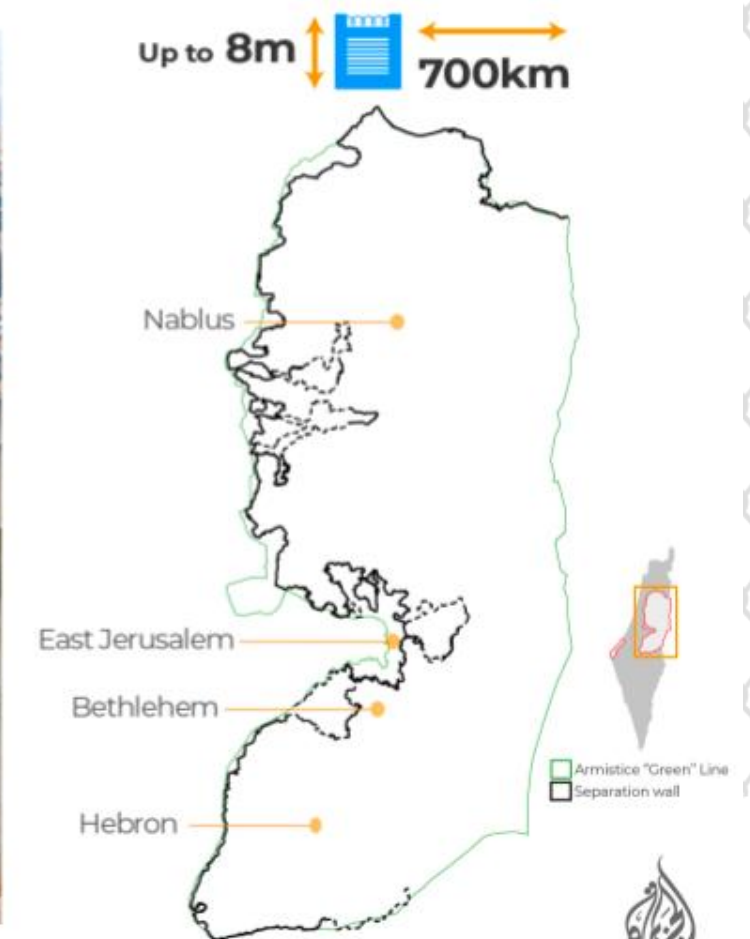 Up to 8m
700km
Nablus
East Jerusalem
Bethlehem
Hebron
Armistice "Green" Line
Separation wall